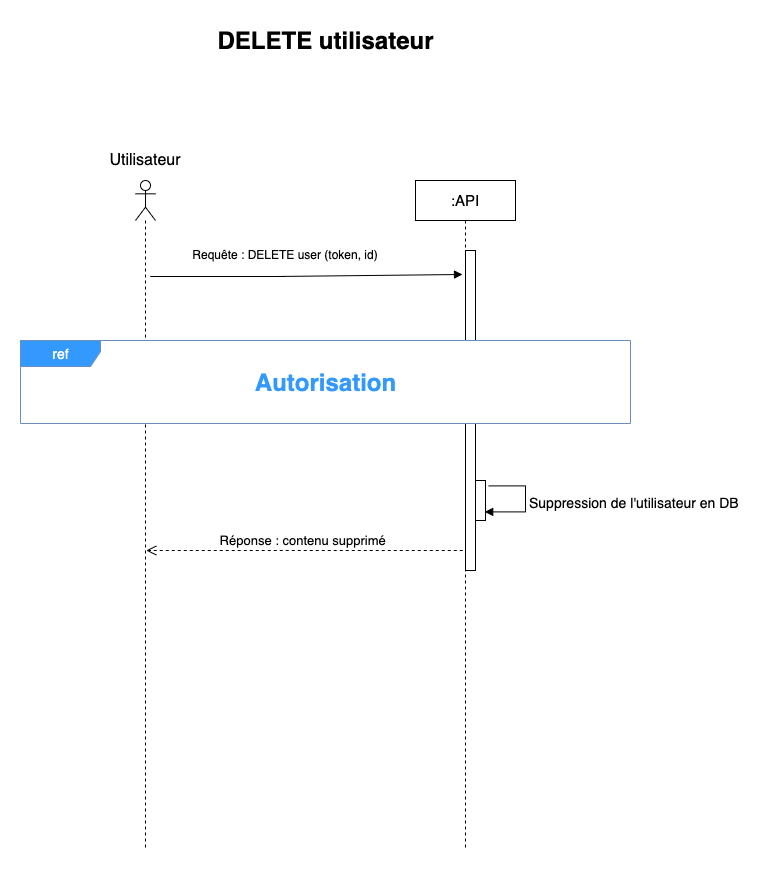 DELETE utilisateur
Utilisateur
:API
Requête : DELETE user (token, id)
ref
Autorisation
Suppression de l'utilisateur en DB
Réponse : contenu supprimé